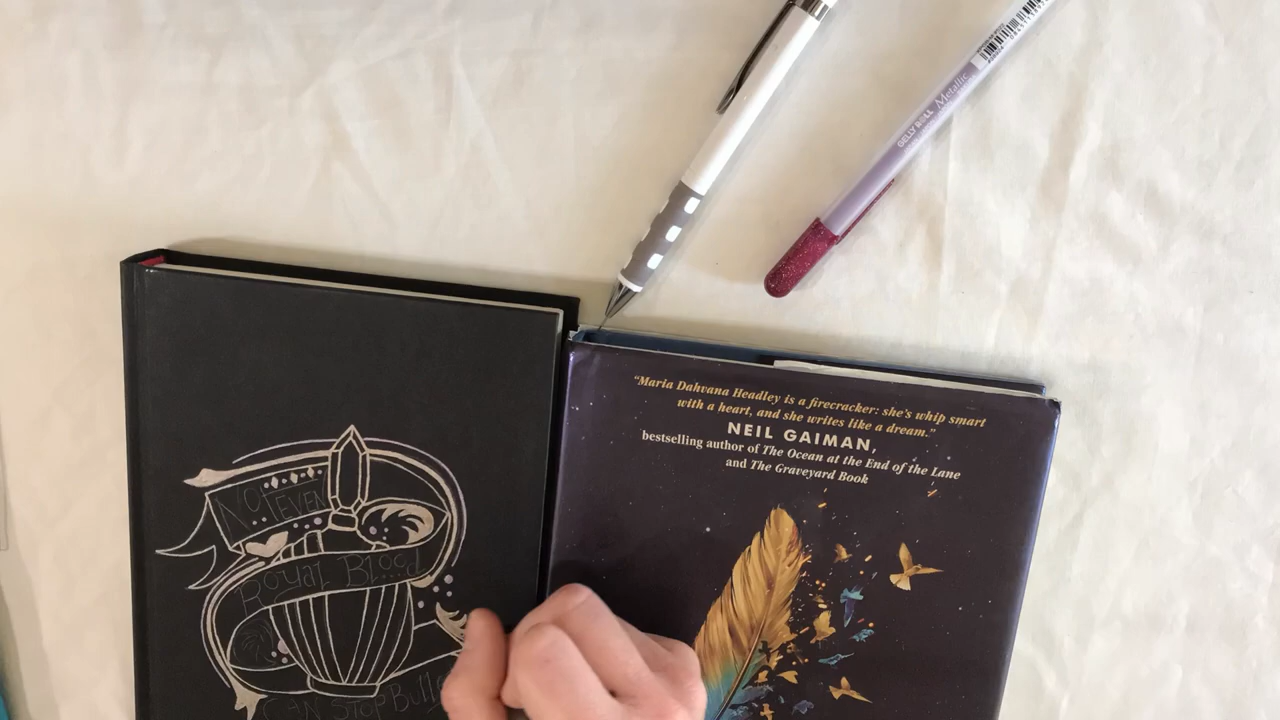 GELLY ROLL Metallic
Not Even
Royal Blood
Can Stop
"Maria Dahvana Headley is a firecracker: she's whip smart
with a heart, and she writes like a dream."
NEIL GAIMAN,
bestselling author of The Ocean at the End of the Lane
and The Graveyard Book